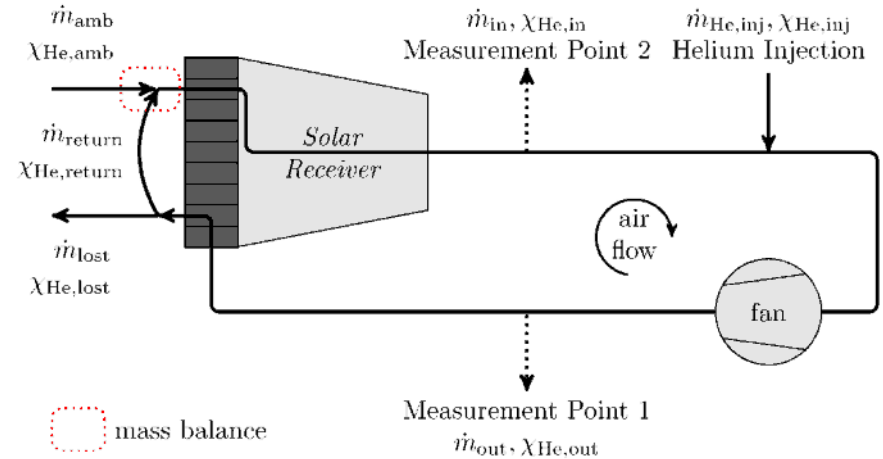 ṁamb
χHe,amb
ṁreturn
χHe,return
ṁlost
χHe,lost
Solar
Receiver
ṁin, χHe,in
Measurement Point 2
ṁHe,inj, χHe,inj
Helium Injection
air
flow
fan
Measurement Point 1
ṁout, χHe,out
mass balance